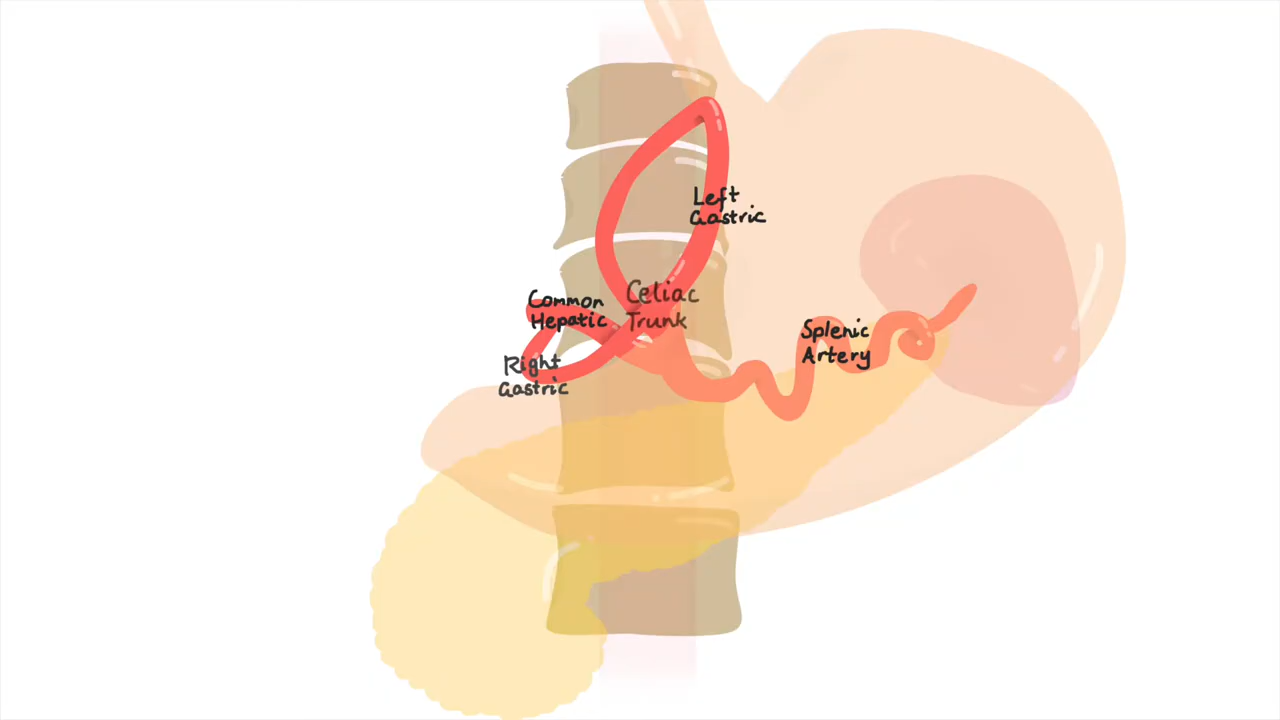 Left
Gastric
Celiac
Trunk
Common
Hepatic
Splenic
Artery
Right
Gastric